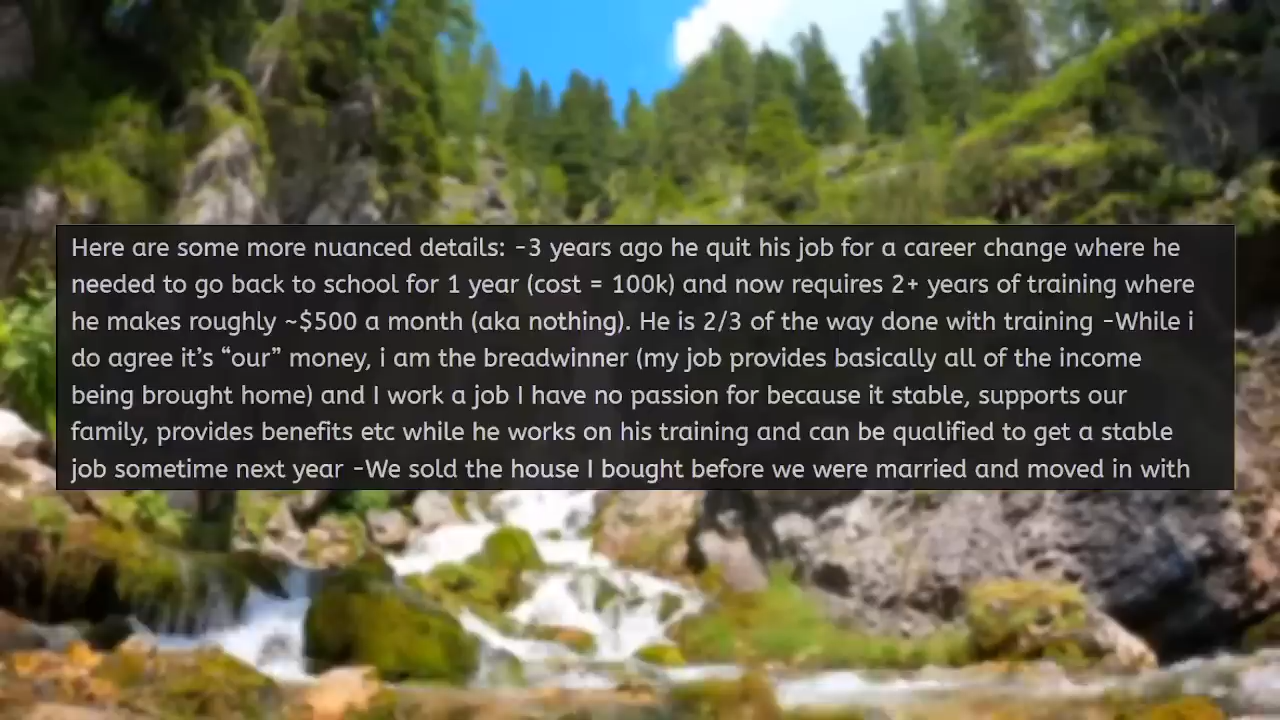 Here are some more nuanced details: -3 years ago he quit his job for a career change where he
needed to go back to school for 1 year (cost = 100k) and now requires 2+ years of training where
he makes roughly ~$500 a month (aka nothing). He is 2/3 of the way done with training -While i
do agree it’s “our” money, i am the breadwinner (my job provides basically all of the income
being brought home) and I work a job I have no passion for because it stable, supports our
family, provides benefits etc while he works on his training and can be qualified to get a stable
job sometime next year -We sold the house I bought before we were married and moved in with